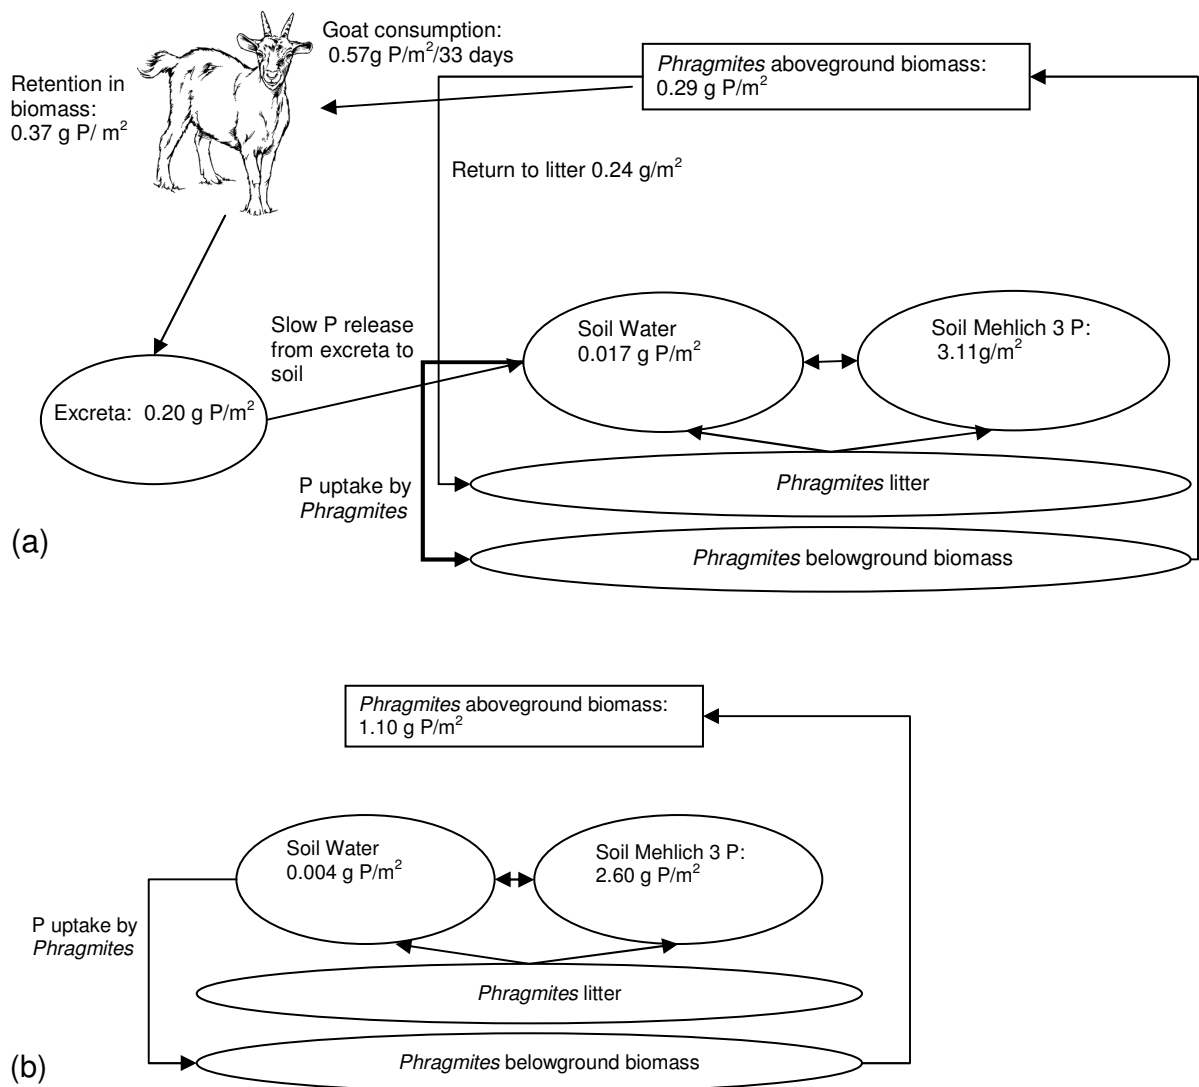 Goat consumption:
0.57g P/m²/33 days
Retention in
biomass:
0.37 g P/ m²
Phragmites aboveground biomass:
0.29 g P/m²
Return to litter 0.24 g/m²
Slow P release
from excreta to
soil
Soil Water
0.017 g P/m²
Soil Mehlich 3 P:
3.11g/m²
Excreta: 0.20 g P/m²
P uptake by
Phragmites
Phragmites litter
Phragmites belowground biomass
(a)
Phragmites aboveground biomass:
1.10 g P/m²
Soil Water
0.004 g P/m²
Soil Mehlich 3 P:
2.60 g P/m²
P uptake by
Phragmites
Phragmites litter
Phragmites belowground biomass
(b)